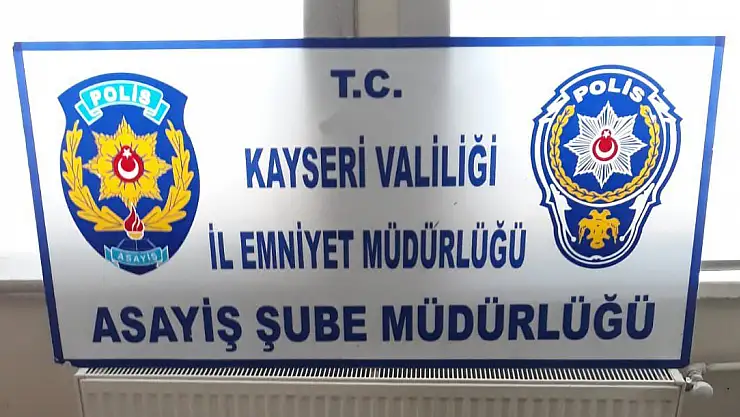 POLİS
ASAYİŞ
T.C.
KAYSERİ VALİLİĞİ
İL EMNİYET MÜDÜRLÜĞÜ
ASAYİŞ ŞUBE MÜDÜRLÜĞÜ
POLİS